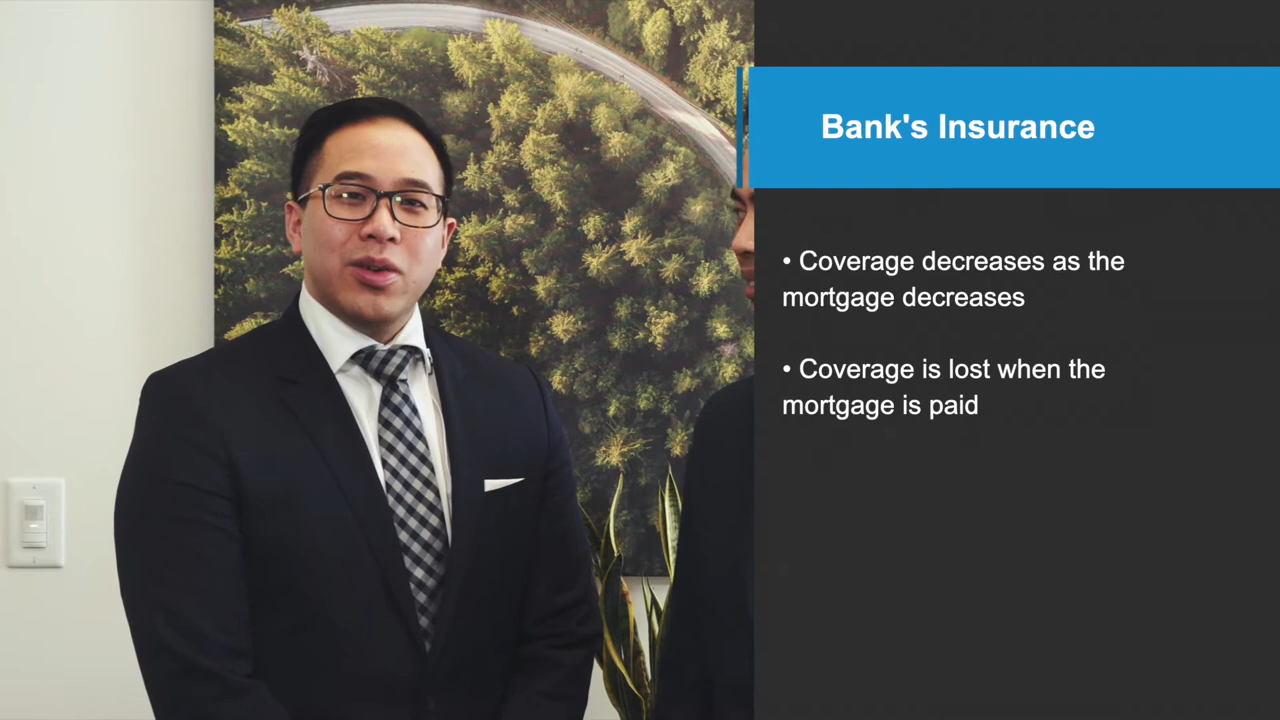 Bank's Insurance
• Coverage decreases as the
mortgage decreases
• Coverage is lost when the
mortgage is paid